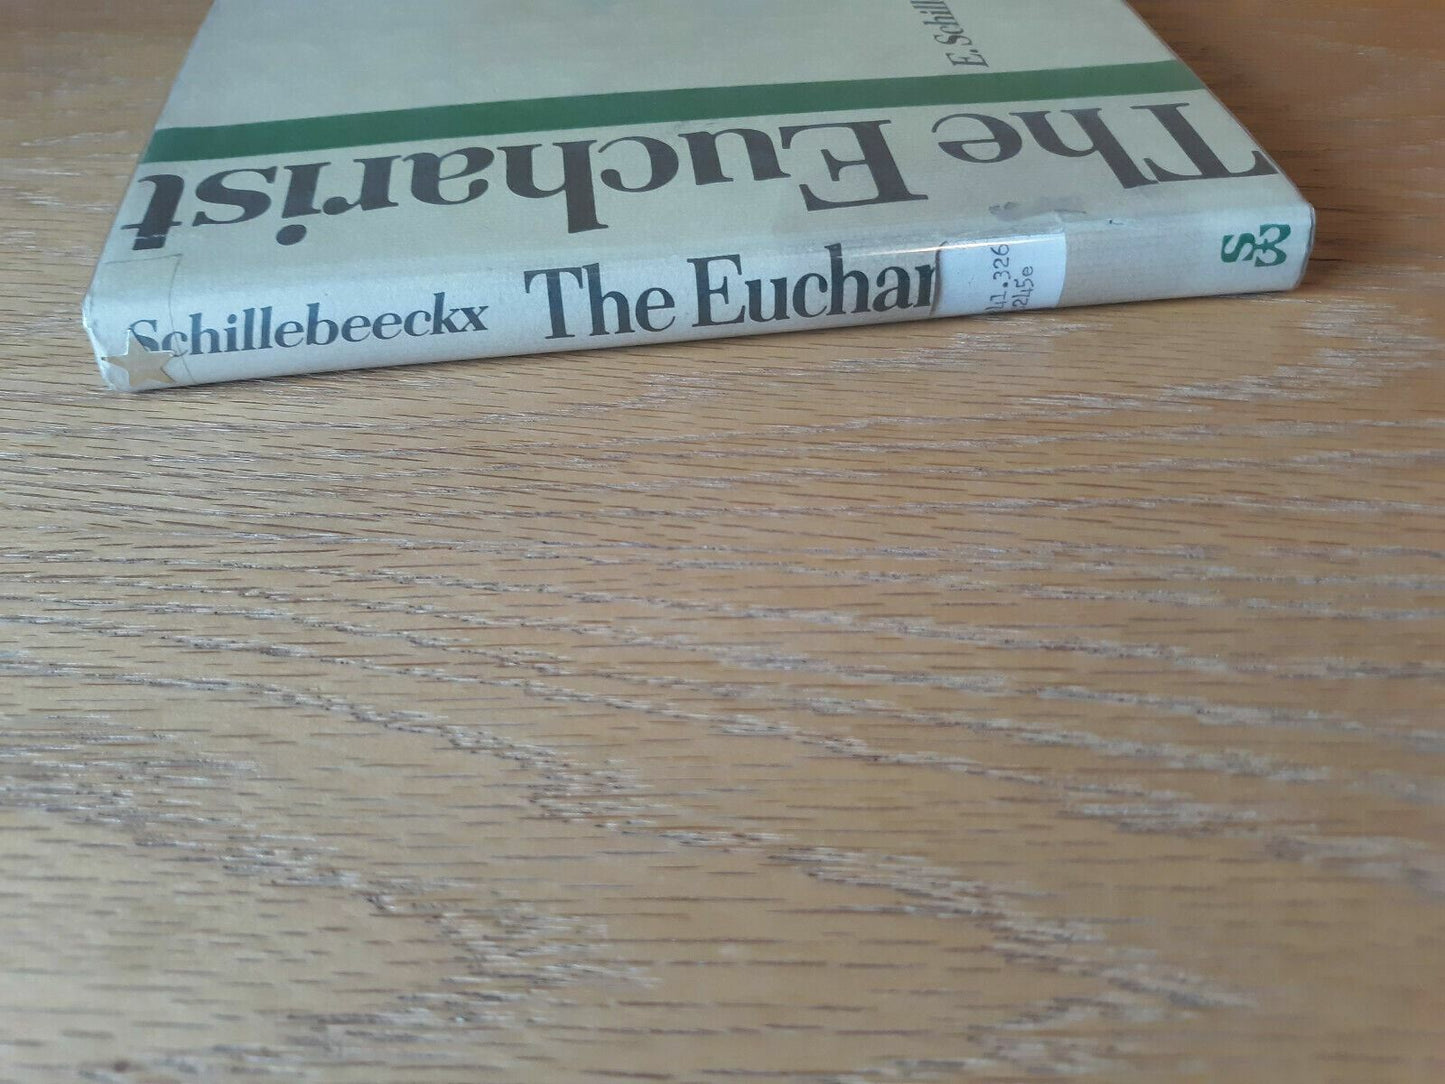 E. Schill
The Eucharist
Schillebeeckx The Euchar
41.326
245e
S